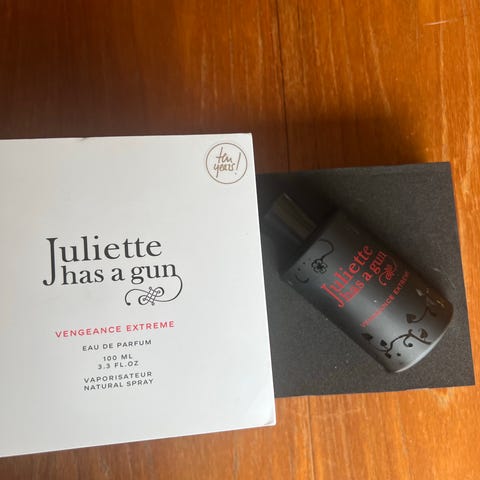 ten
years!
Juliette
has a gun
VENGEANCE EXTREME
EAU DE PARFUM
100 ML
3.3 FL.OZ
VAPORISATEUR
NATURAL SPRAY
Juliette
has a gun
VENGEANCE EXTREME